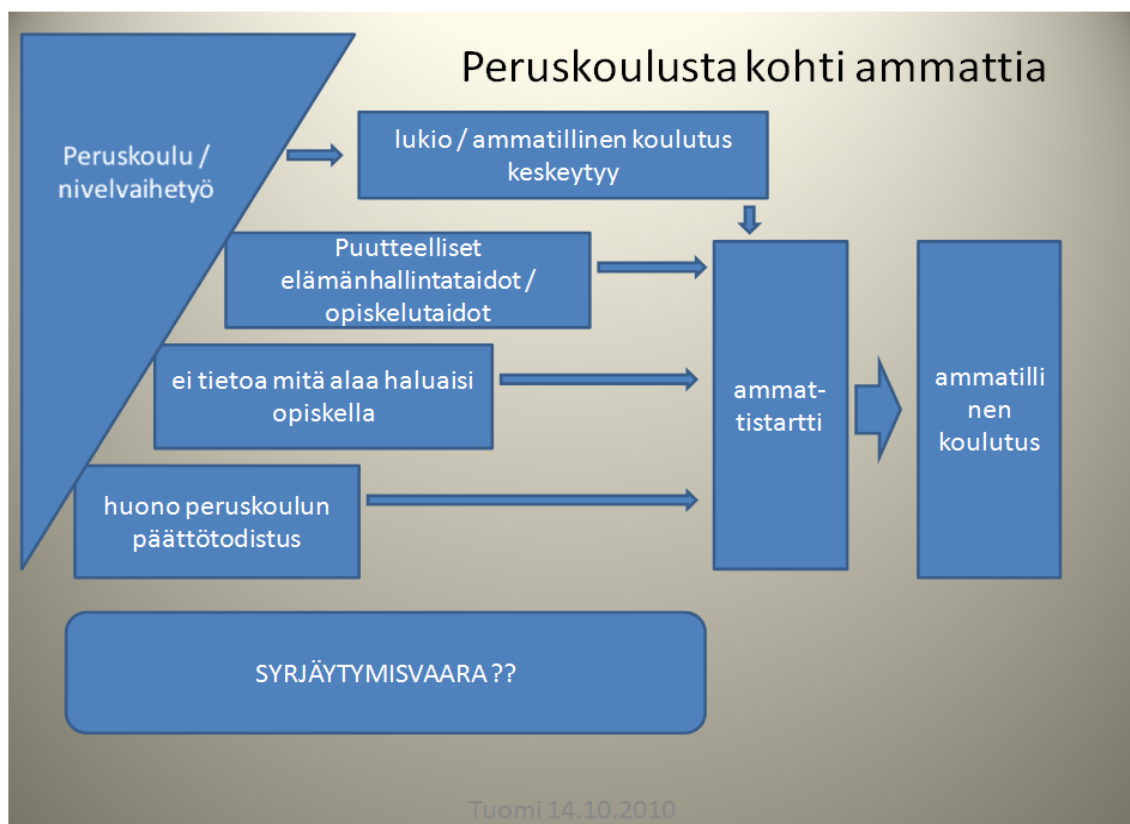 Peruskoulusta kohti ammattia
Peruskoulu /
nivelvaihetyö
lukio / ammatillinen koulutus
keskeytyy
Puutteelliset
elämänhallintataidot /
opiskelutaidot
ei tietoa mitä alaa haluaisi
opiskella
huono peruskoulun
päättötodistus
ammat-
tistartti
ammatilli
nen
koulutus
SYRJÄYTYMISVAARA ??
Tuomi 14.10.2010